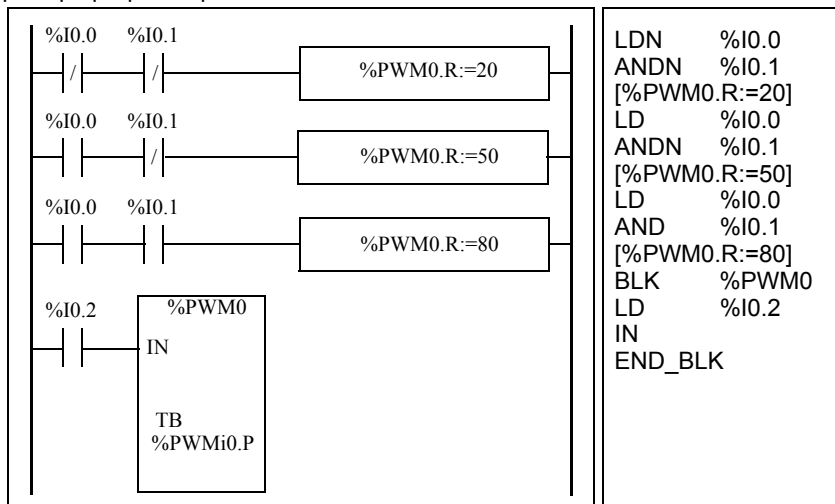 %I0.0 %I0.1
/ / %PWM0.R:=20
%I0.0 %I0.1
/ %PWM0.R:=50
%I0.0 %I0.1
%PWM0.R:=80
%I0.2 %PWM0
IN
TB
%PWMi0.P
LDN %I0.0
ANDN %I0.1
[%PWM0.R:=20]
LD %I0.0
ANDN %I0.1
[%PWM0.R:=50]
LD %I0.0
AND %I0.1
[%PWM0.R:=80]
BLK %PWM0
LD %I0.2
IN
END_BLK